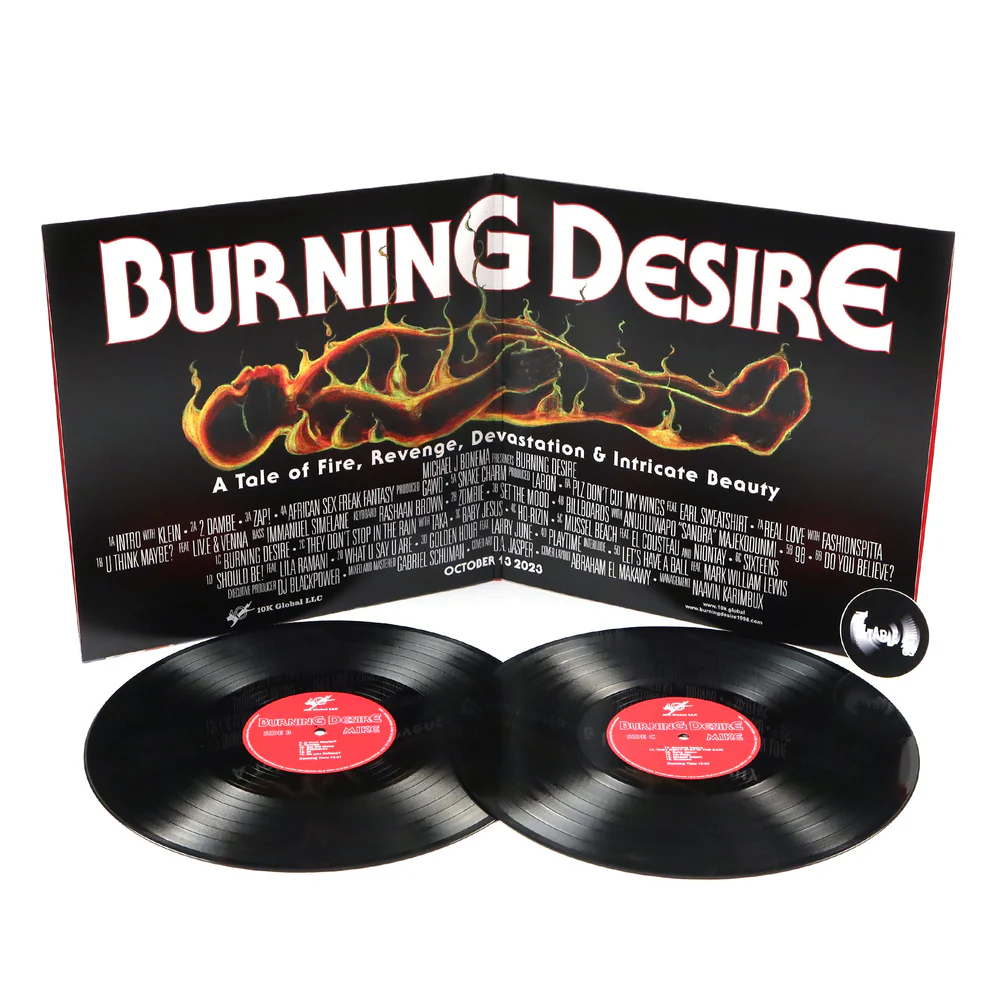 BURNING DESIRE
A Tale of Fire, Revenge, Devastation & Intricate Beauty
MICHAEL J BONEMA PRESENTS BURNING DESIRE
1A INTRO WITH KLEIN • 2A 2 DAMBE • 3A ZAP! • 4A AFRICAN SEX FREAK FANTASY PRODUCED GAWD • 5A SNAKE CHARM PRODUCED LARON • 6A PLZ DON'T CUT MY WINGS FEAT EARL SWEATSHIRT • 7A REAL LOVE WITH FASHIONSPITTA
1B U THINK MAYBE? FEAT LIV.E & VENNA BASS IMMANUEL SIMELANE KEYBOARD RASHAAN BROWN • 2B ZOMBIE • 3B SET THE MOOD • 4B BILLBOARDS WITH ANUOLUWAPO "SANDRA" MAJEKODUNMI • 5B 98 • 6B DO YOU BELIEVE?
1C BURNING DESIRE • 2C THEY DON'T STOP IN THE RAIN WITH TAKA • 3C BABY JESUS • 4C HO-RIZIN • 5C MUSSEL BEACH FEAT EL COUSTEAU AND NIONTAY • 6C SIXTEENS
1D SHOULD BE! FEAT LILA RAMANI • 2D WHAT U SAY U ARE • 3D GOLDEN HOUR FEAT LARRY JUNE • 4D PLAYTIME INTERLUDE • 5D LET'S HAVE A BALL FEAT MARK WILLIAM LEWIS
EXECUTIVE PRODUCER DJ BLACKPOWER • MIXED AND MASTERED GABRIEL SCHUMAN • COVER ART O.A. JASPER • COVER LAYOUT ABRAHAM EL MAKAWY • MANAGEMENT NAAVIN KARIMBUX
10K Global LLC
OCTOBER 13 2023
www.10k.global
www.burningdesire1998.com
10K Global LLC
BURNING DESIRE
SIDE B
MIKE
10K Global LLC
BURNING DESIRE
SIDE C
MIKE